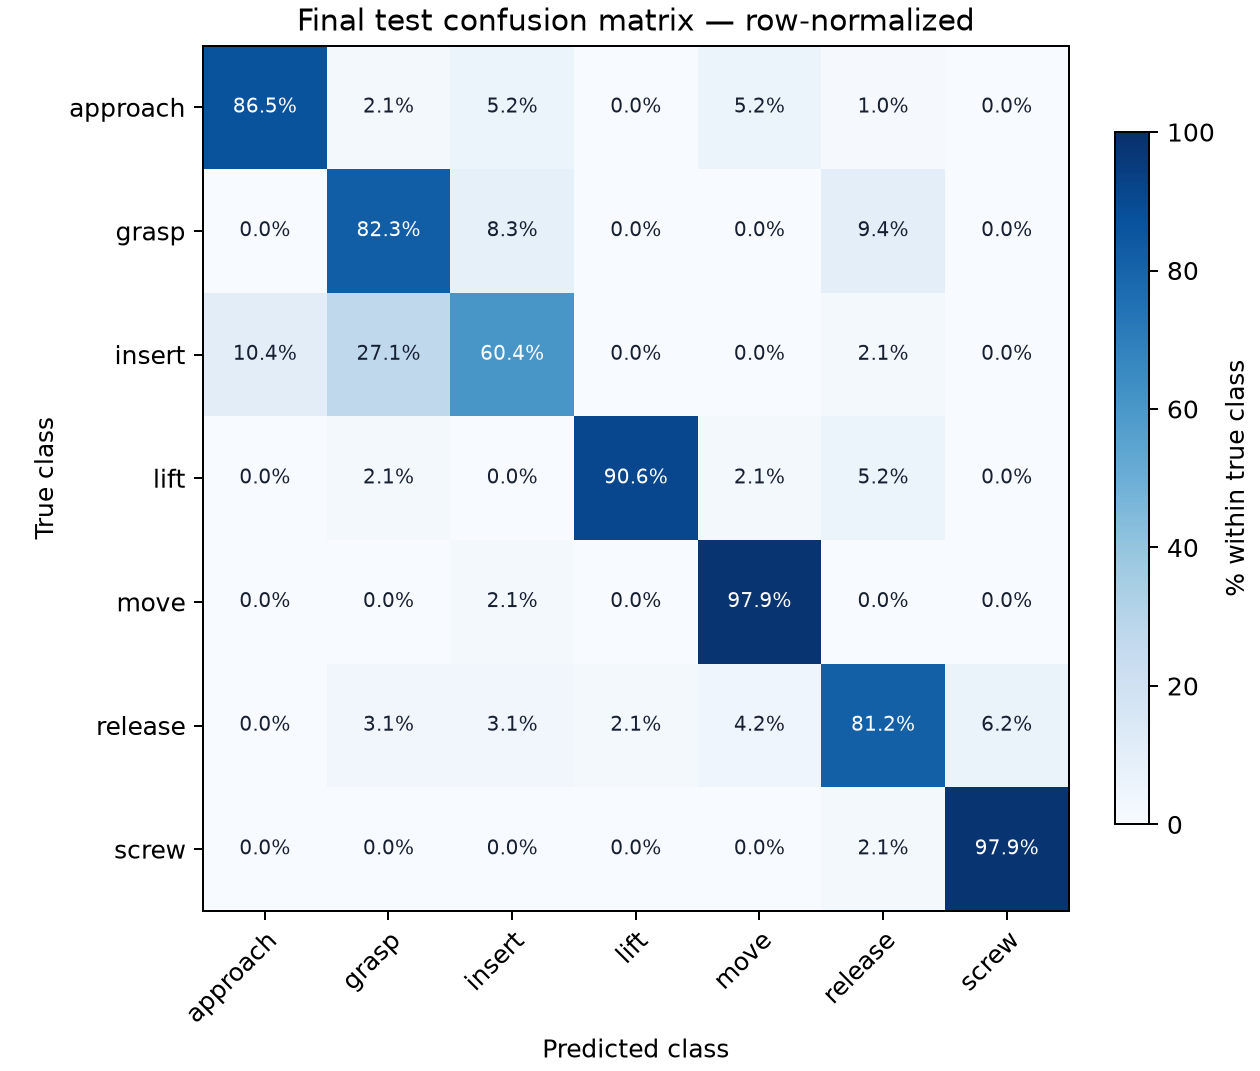 Final test confusion matrix — row-normalized
approach 86.5% 2.1% 5.2% 0.0% 5.2% 1.0% 0.0%
grasp 0.0% 82.3% 8.3% 0.0% 0.0% 9.4% 0.0%
insert 10.4% 27.1% 60.4% 0.0% 0.0% 2.1% 0.0%
lift 0.0% 2.1% 0.0% 90.6% 2.1% 5.2% 0.0%
move 0.0% 0.0% 2.1% 0.0% 97.9% 0.0% 0.0%
release 0.0% 3.1% 3.1% 2.1% 4.2% 81.2% 6.2%
screw 0.0% 0.0% 0.0% 0.0% 0.0% 2.1% 97.9%
approach grasp insert lift move release screw
Predicted class
True class
100
80
60
40
20
0
% within true class